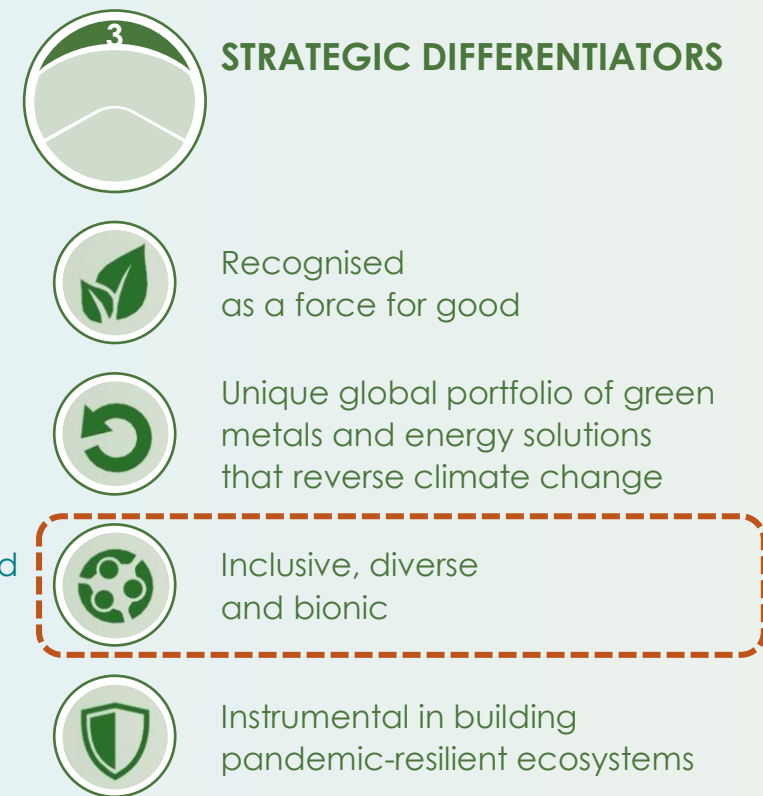 3
STRATEGIC DIFFERENTIATORS
Recognised
as a force for good
Unique global portfolio of green
metals and energy solutions
that reverse climate change
d
Inclusive, diverse
and bionic
Instrumental in building
pandemic-resilient ecosystems